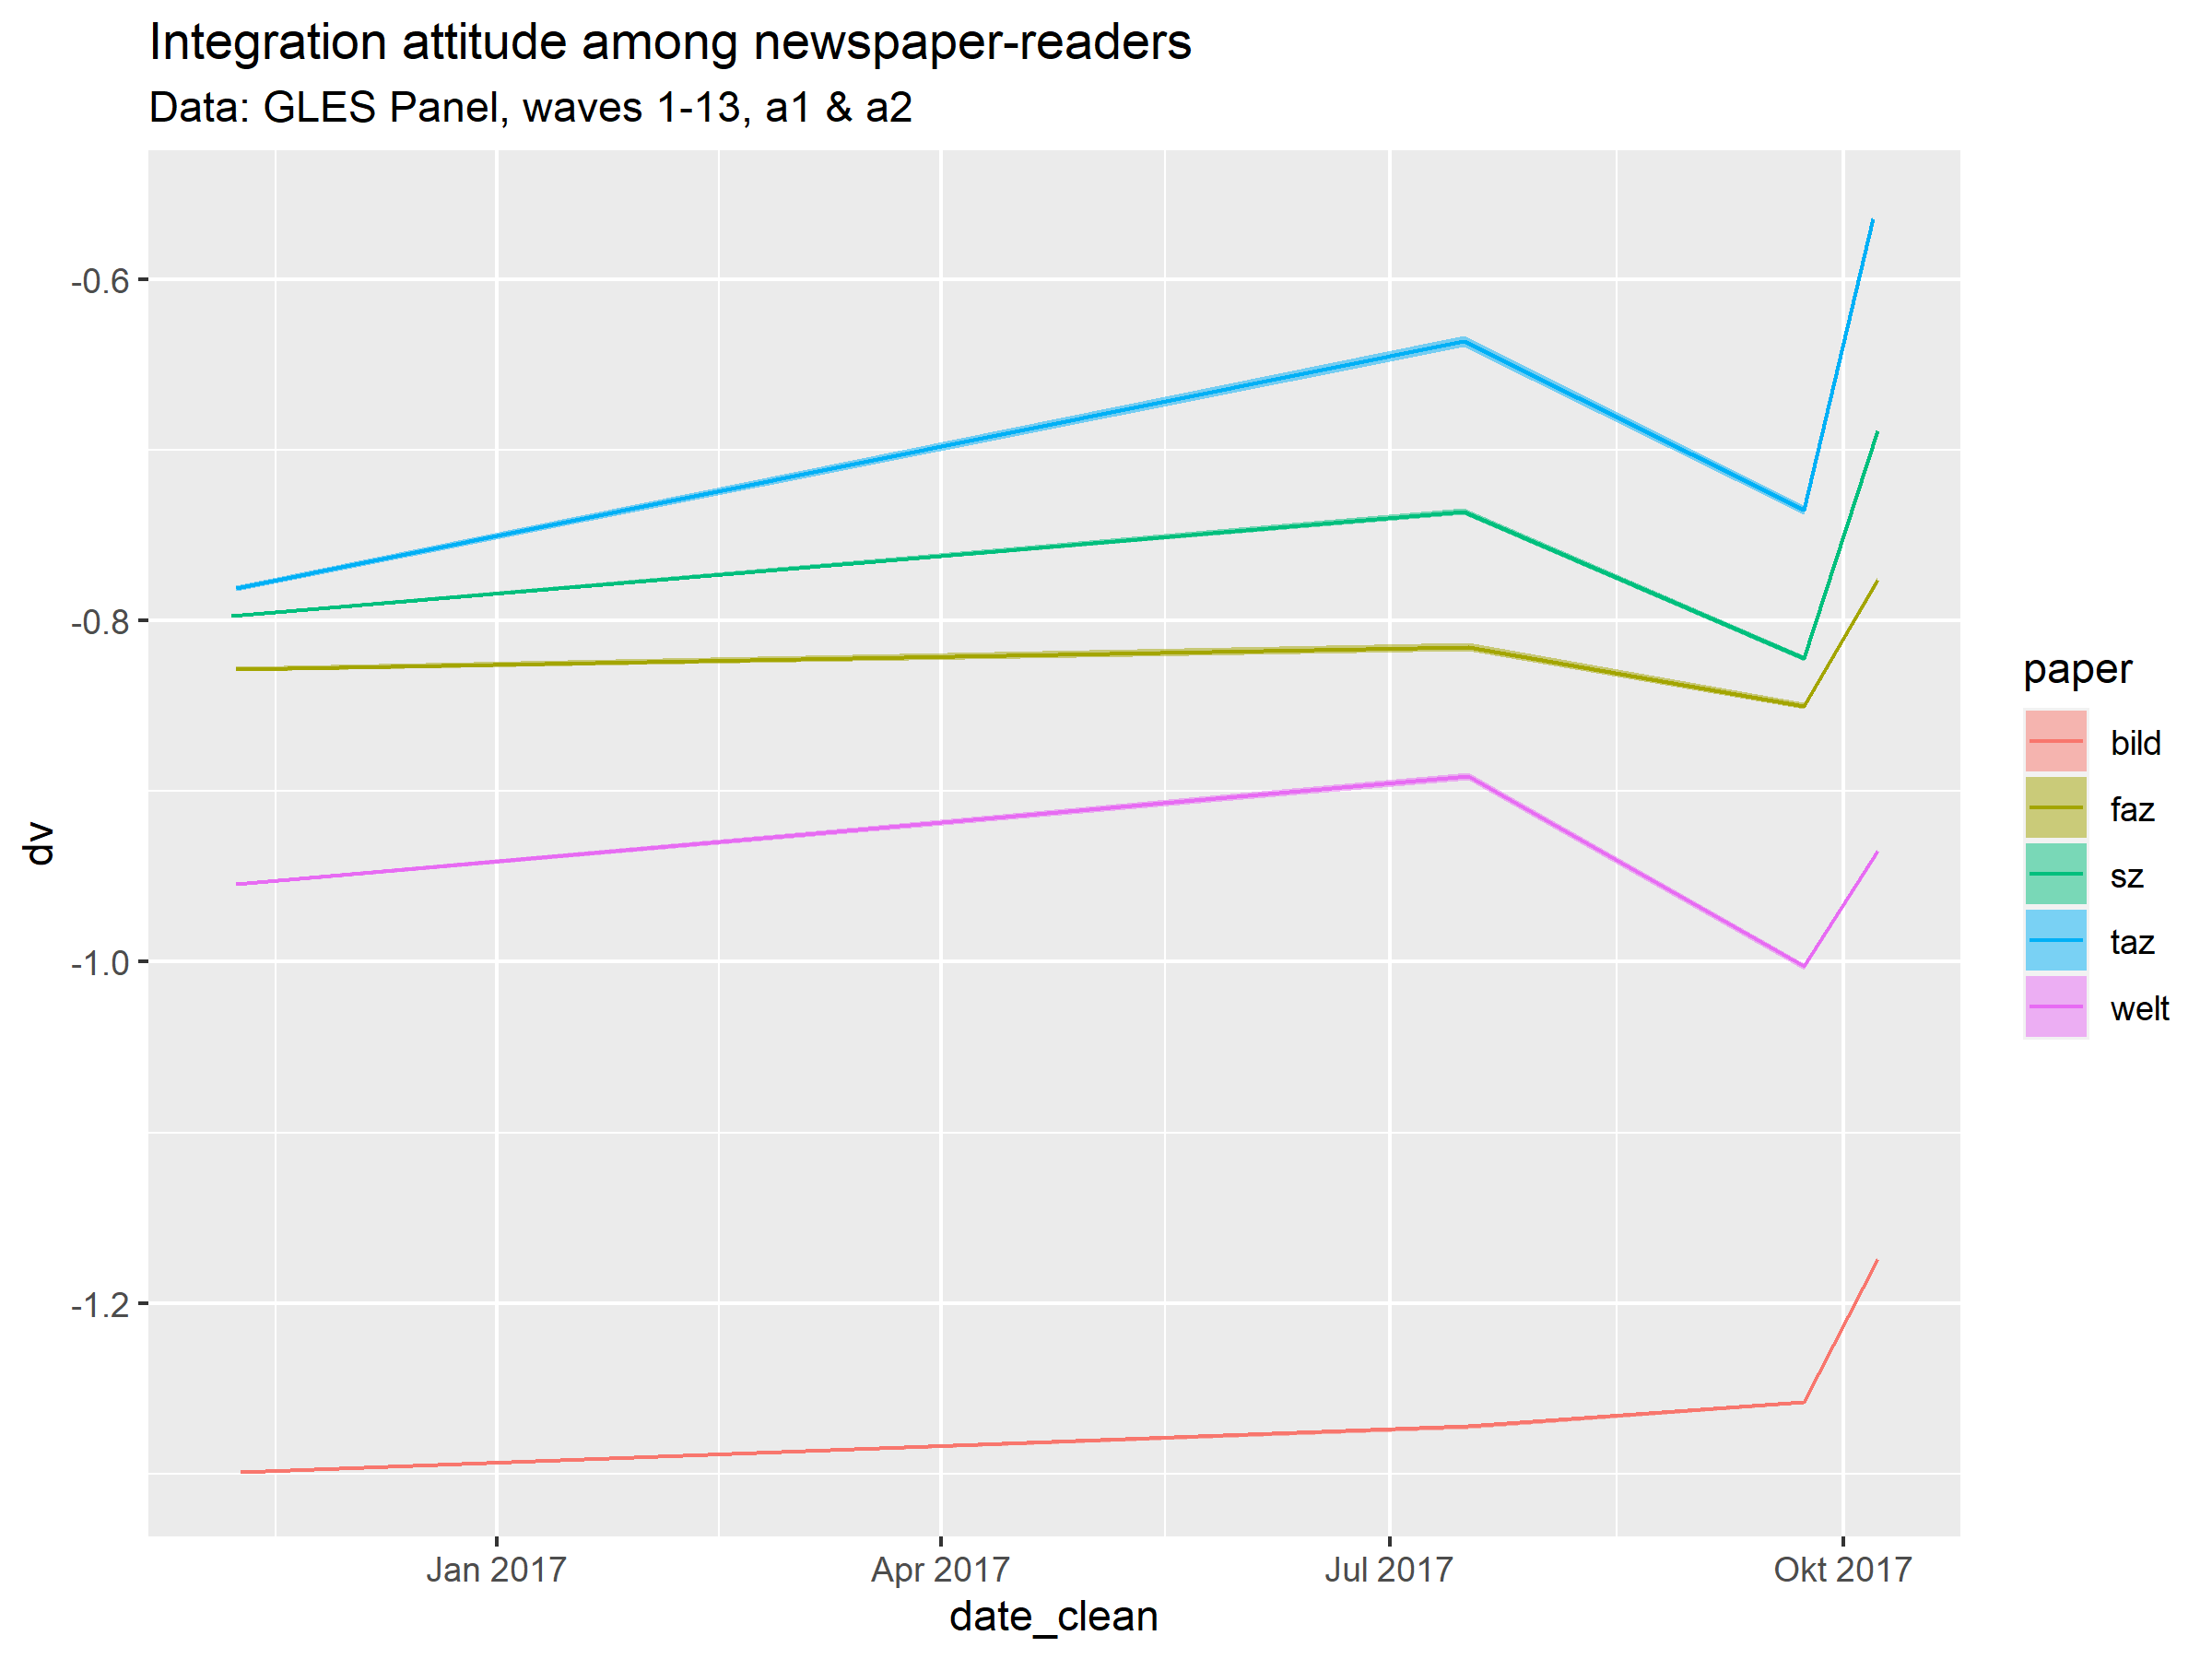 Integration attitude among newspaper-readers
Data: GLES Panel, waves 1-13, a1 & a2
dv
-0.6
-0.8
-1.0
-1.2
Jan 2017
Apr 2017
Jul 2017
Okt 2017
date_clean
paper
bild
faz
sz
taz
welt